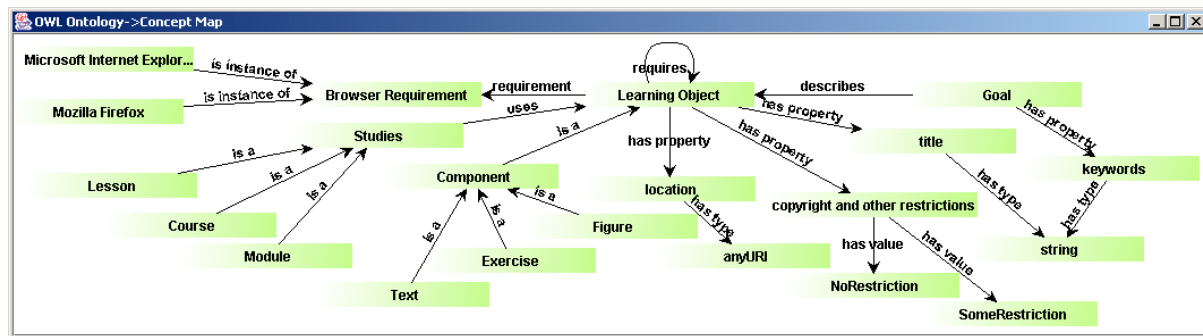 OWL Ontology->Concept Map
Microsoft Internet Explor...
is instance of
requires
requirement
describes
Browser Requirement
Learning Object
Goal
Mozilla Firefox
is instance of
uses
has property
has property
Studies
is a
has property
has property
title
is a
Component
keywords
Lesson
is a
location
has type
has type
is a
is a
has type
copyright and other restrictions
Course
is a
is a
Figure
has value
has value
string
Module
Exercise
anyURI
Text
NoRestriction
SomeRestriction